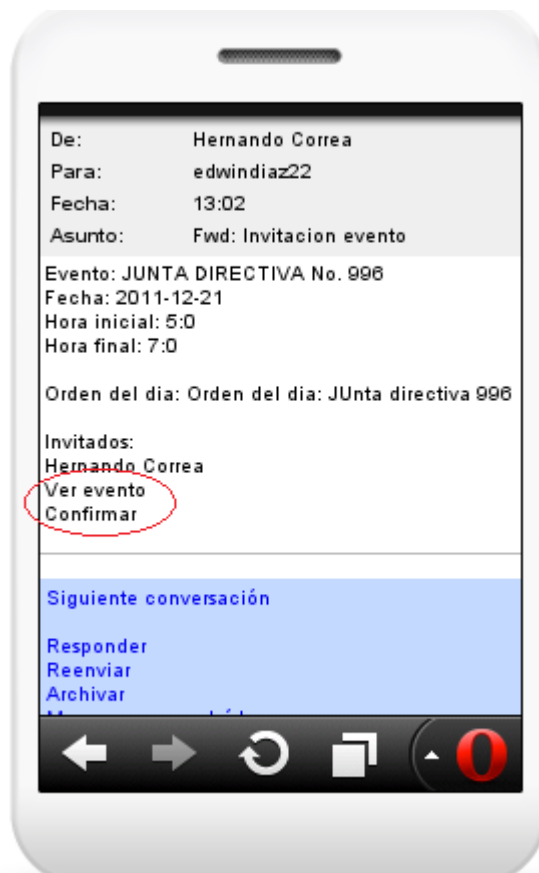 De: Hernando Correa
Para: edwindiaz22
Fecha: 13:02
Asunto: Fwd: Invitacion evento
Evento: JUNTA DIRECTIVA No. 996
Fecha: 2011-12-21
Hora inicial: 5:0
Hora final: 7:0
Orden del dia: Orden del dia: JUnta directiva 996
Invitados:
Hernando Correa
Ver evento
Confirmar
Siguiente conversación
Responder
Reenviar
Archivar